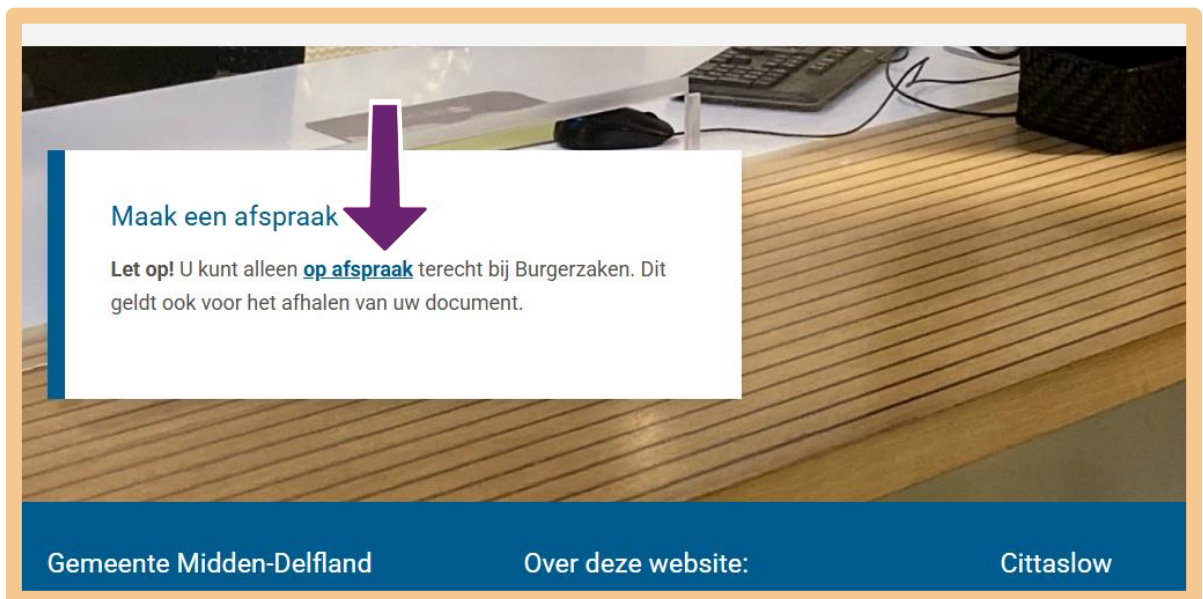 Maak een afspraak
Let op! U kunt alleen op afspraak terecht bij Burgerzaken. Dit
geldt ook voor het afhalen van uw document.
Gemeente Midden-Delfland
Over deze website:
Cittaslow